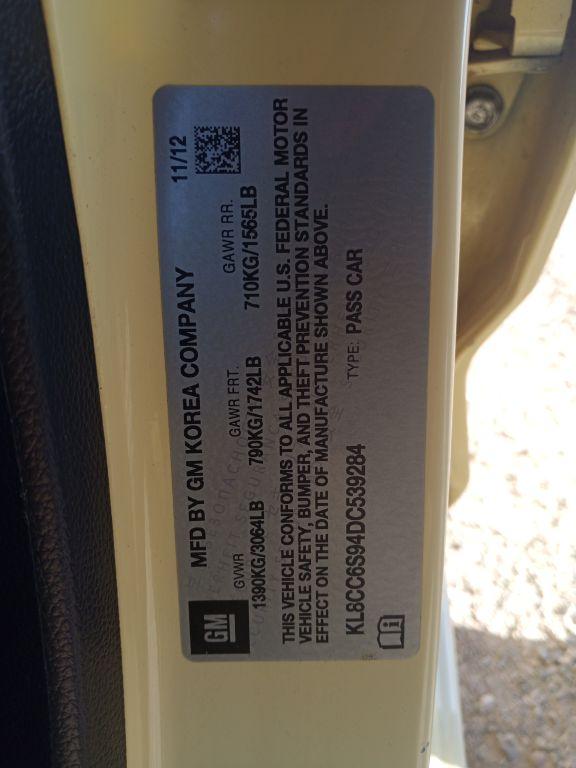 MFD BY GM KOREA COMPANY 11/12
GVWR GAWR FRT. GAWR RR.
1390KG/3064LB 790KG/1742LB 710KG/1565LB
THIS VEHICLE CONFORMS TO ALL APPLICABLE U.S. FEDERAL MOTOR
VEHICLE SAFETY, BUMPER, AND THEFT PREVENTION STANDARDS IN
EFFECT ON THE DATE OF MANUFACTURE SHOWN ABOVE.
KL8CC6S94DC539284 TYPE: PASS CAR
GM